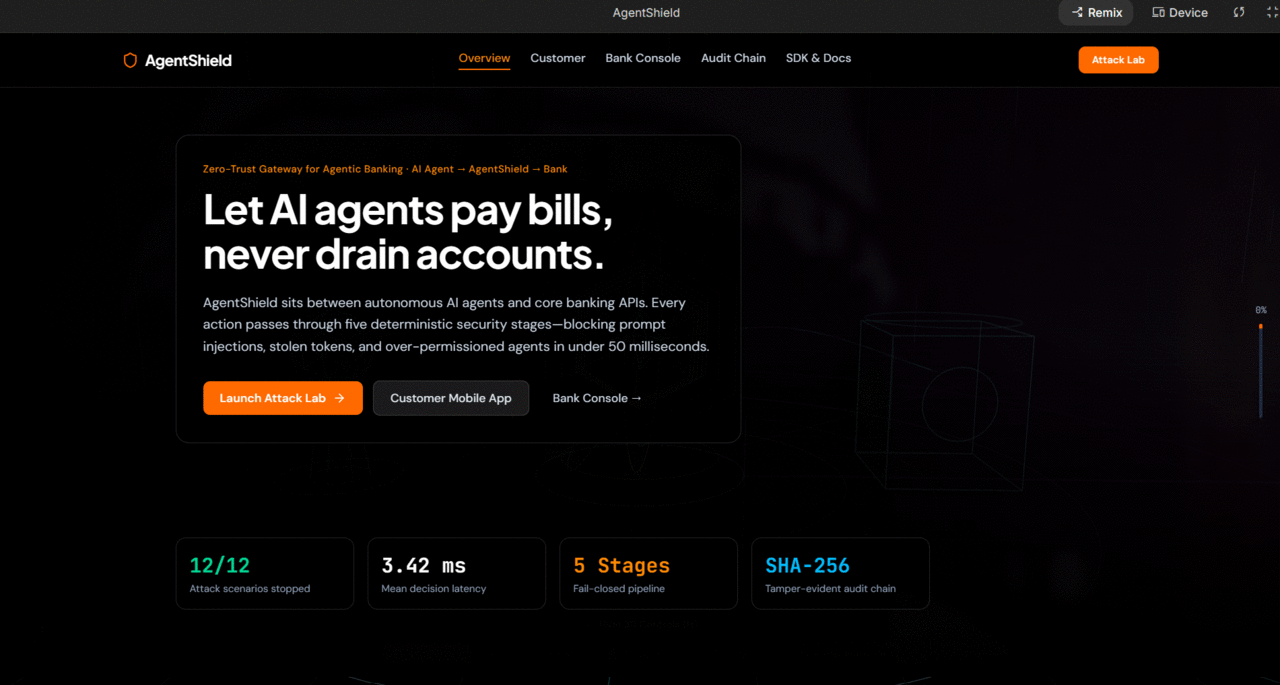 AgentShield
Remix
Device
AgentShield
Overview
Customer
Bank Console
Audit Chain
SDK & Docs
Attack Lab
Zero-Trust Gateway for Agentic Banking · AI Agent → AgentShield → Bank
Let AI agents pay bills,
never drain accounts.
AgentShield sits between autonomous AI agents and core banking APIs. Every
action passes through five deterministic security stages—blocking prompt
injections, stolen tokens, and over-permissioned agents in under 50 milliseconds.
Launch Attack Lab →
Customer Mobile App
Bank Console →
0%
12/12
Attack scenarios stopped
3.42 ms
Mean decision latency
5 Stages
Fail-closed pipeline
SHA-256
Tamper-evident audit chain